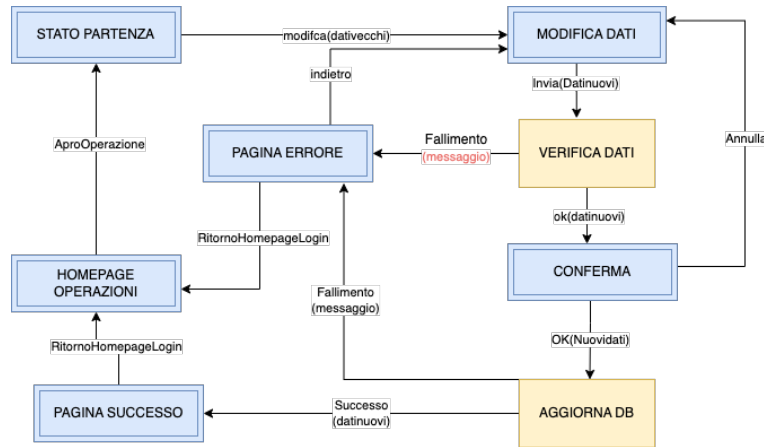 STATO PARTENZA
modifca(dativecchi)
MODIFICA DATI
indietro
Invia(Datinuovi)
AproOperazione
PAGINA ERRORE
Fallimento
(messaggio)
VERIFICA DATI
Annulla
ok(datinuovi)
RitornoHomepageLogin
HOMEPAGE
OPERAZIONI
Fallimento
(messaggio)
CONFERMA
OK(Nuovidati)
RitornoHomepageLogin
PAGINA SUCCESSO
Successo
(datinuovi)
AGGIORNA DB